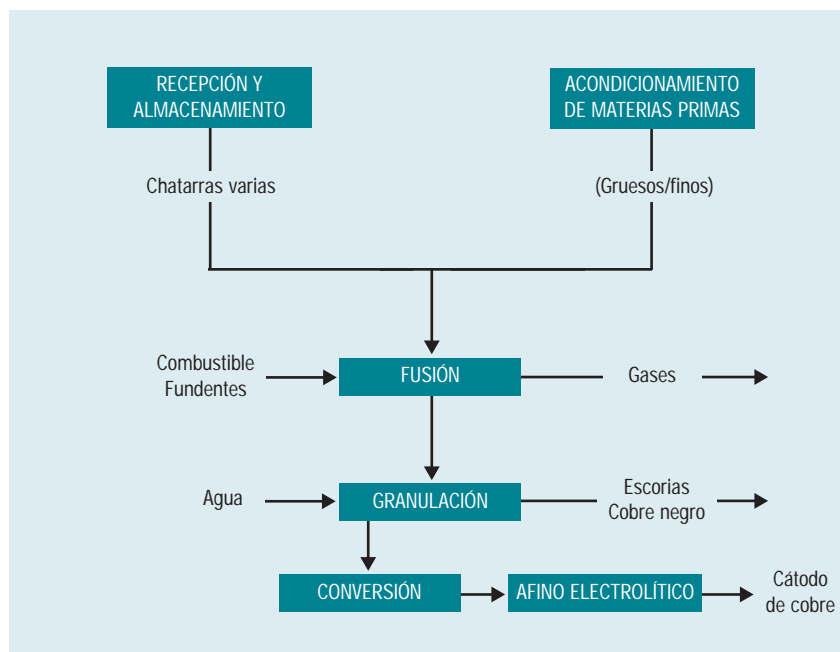 RECEPCIÓN Y
ALMACENAMIENTO
ACONDICIONAMIENTO
DE MATERIAS PRIMAS
Chatarras varias
(Gruesos/finos)
Combustible
Fundentes
FUSIÓN
Gases
Agua
GRANULACIÓN
Escorias
Cobre negro
CONVERSIÓN
AFINO ELECTROLÍTICO
Cátodo
de cobre